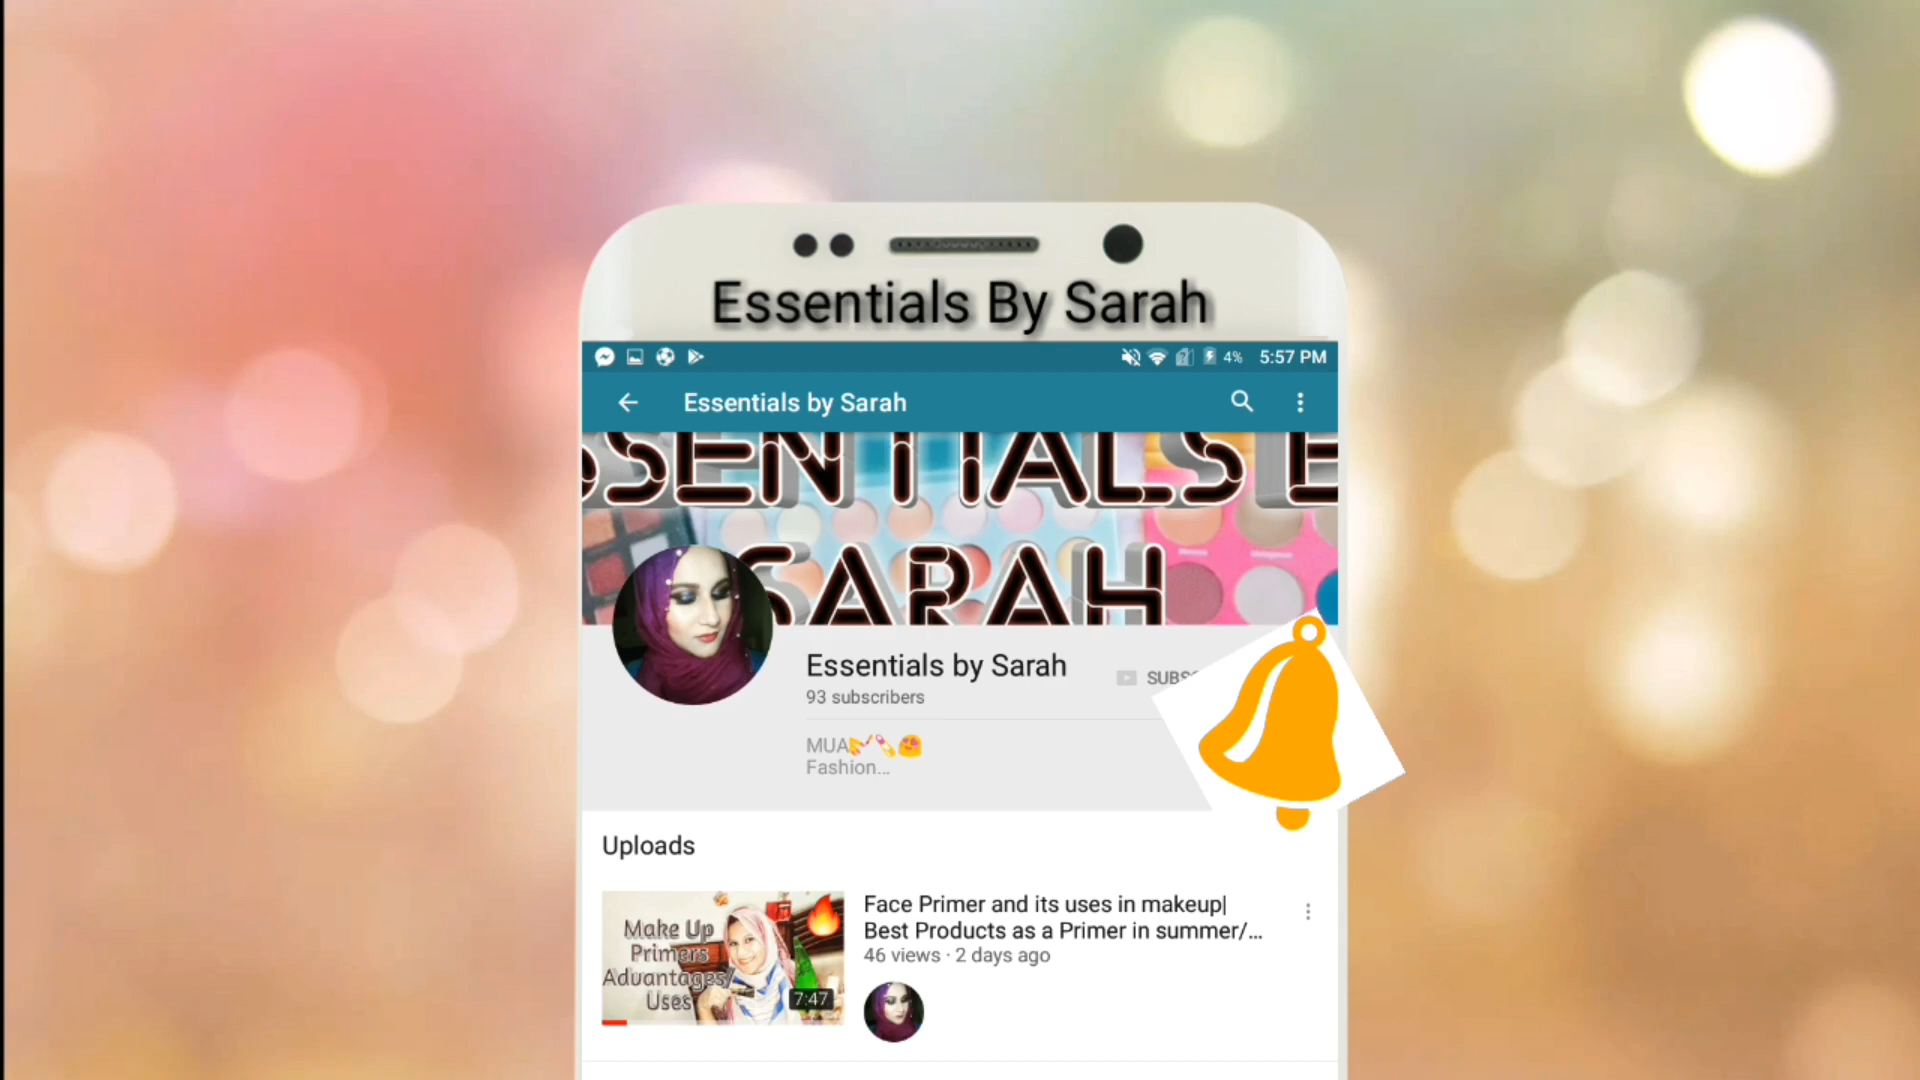 Essentials By Sarah
4% 5:57 PM
Essentials by Sarah
SSENTIALS B
SARAH
Essentials by Sarah
SUBS
93 subscribers
MUA💅💄😍
Fashion...
Uploads
Make Up
Primers
Advantages/
Uses
7:47
Face Primer and its uses in makeup|
Best Products as a Primer in summer/...
46 views · 2 days ago